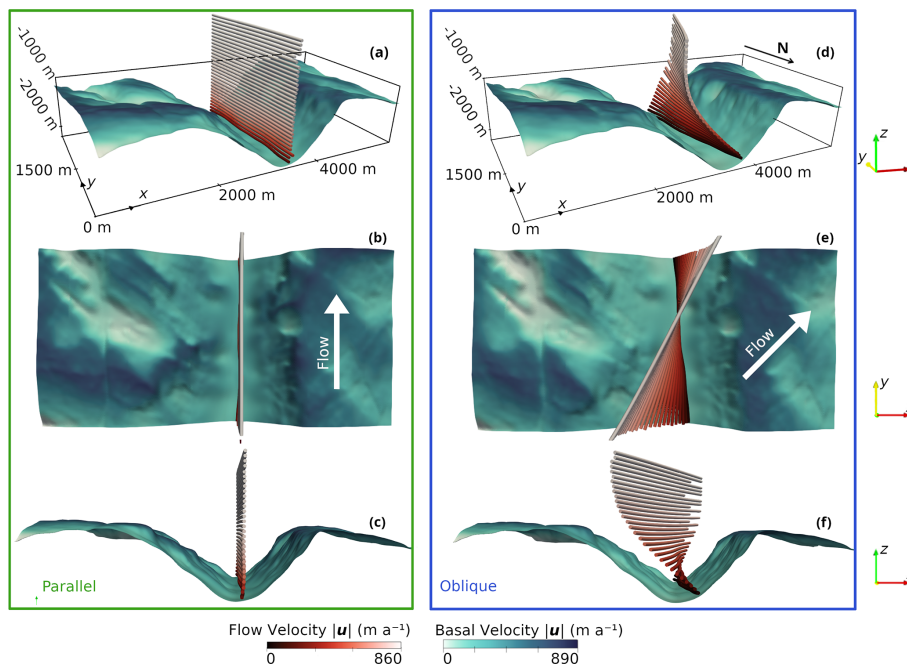 (a)
-1000 m
-2000 m
1500 m
y
x
0 m
2000 m
4000 m
(b)
Flow
(c)
Parallel
(d)
N
-1000 m
-2000 m
1500 m
y
x
0 m
2000 m
4000 m
(e)
Flow
(f)
Oblique
z
y
y
z
Flow Velocity |u| (m a⁻¹)
0 860
Basal Velocity |u| (m a⁻¹)
0 890